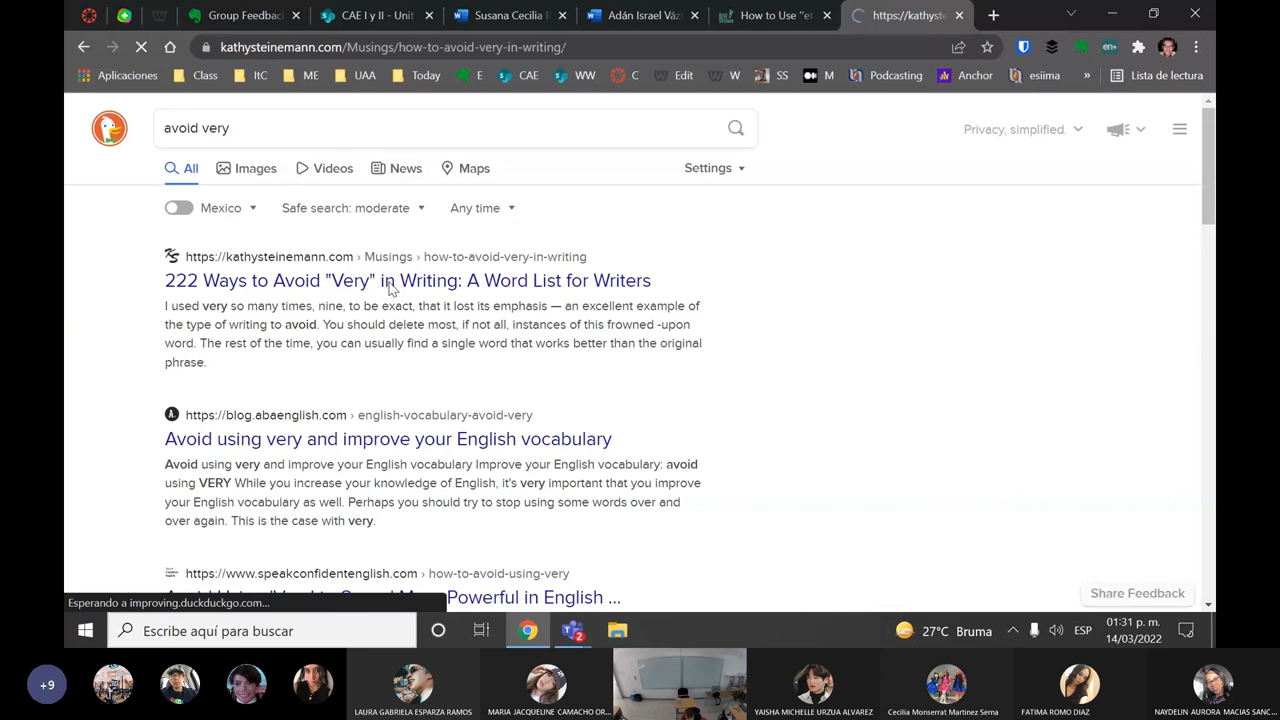 Group Feedbac
CAE I y II - Unit
Susana Cecilia
Adán Israel Váz
How to Use "et
https://kathyste
kathysteinemann.com/Musings/how-to-avoid-very-in-writing/
Aplicaciones
Class
ItC
ME
UAA
Today
E
CAE
WW
C
Edit
W
SS
M
Podcasting
Anchor
esiima
»
Lista de lectura
avoid very
Privacy, simplified.
All
Images
Videos
News
Maps
Settings
Mexico
Safe search: moderate
Any time
https://kathysteinemann.com › Musings › how-to-avoid-very-in-writing
222 Ways to Avoid "Very" in Writing: A Word List for Writers
I used very so many times, nine, to be exact, that it lost its emphasis — an excellent example of
the type of writing to avoid. You should delete most, if not all, instances of this frowned -upon
word. The rest of the time, you can usually find a single word that works better than the original
phrase.
https://blog.abaenglish.com › english-vocabulary-avoid-very
Avoid using very and improve your English vocabulary
Avoid using very and improve your English vocabulary Improve your English vocabulary: avoid
using VERY While you increase your knowledge of English, it's very important that you improve
your English vocabulary as well. Perhaps you should try to stop using some words over and
over again. This is the case with very.
https://www.speakconfidentenglish.com › how-to-avoid-using-very
Powerful in English ...
Esperando a improving.duckduckgo.com...
Share Feedback
Escribe aquí para buscar
27°C Bruma
ESP
01:31 p. m.
14/03/2022
+9
LAURA GABRIELA ESPARZA RAMOS
MARIA JACQUELINE CAMACHO OR...
YAISHA MICHELLE URZUA ALVAREZ
Cecilia Monserrat Martinez Serna
FATIMA ROMO DIAZ
NAYDELIN AURORA MACIAS SANC...